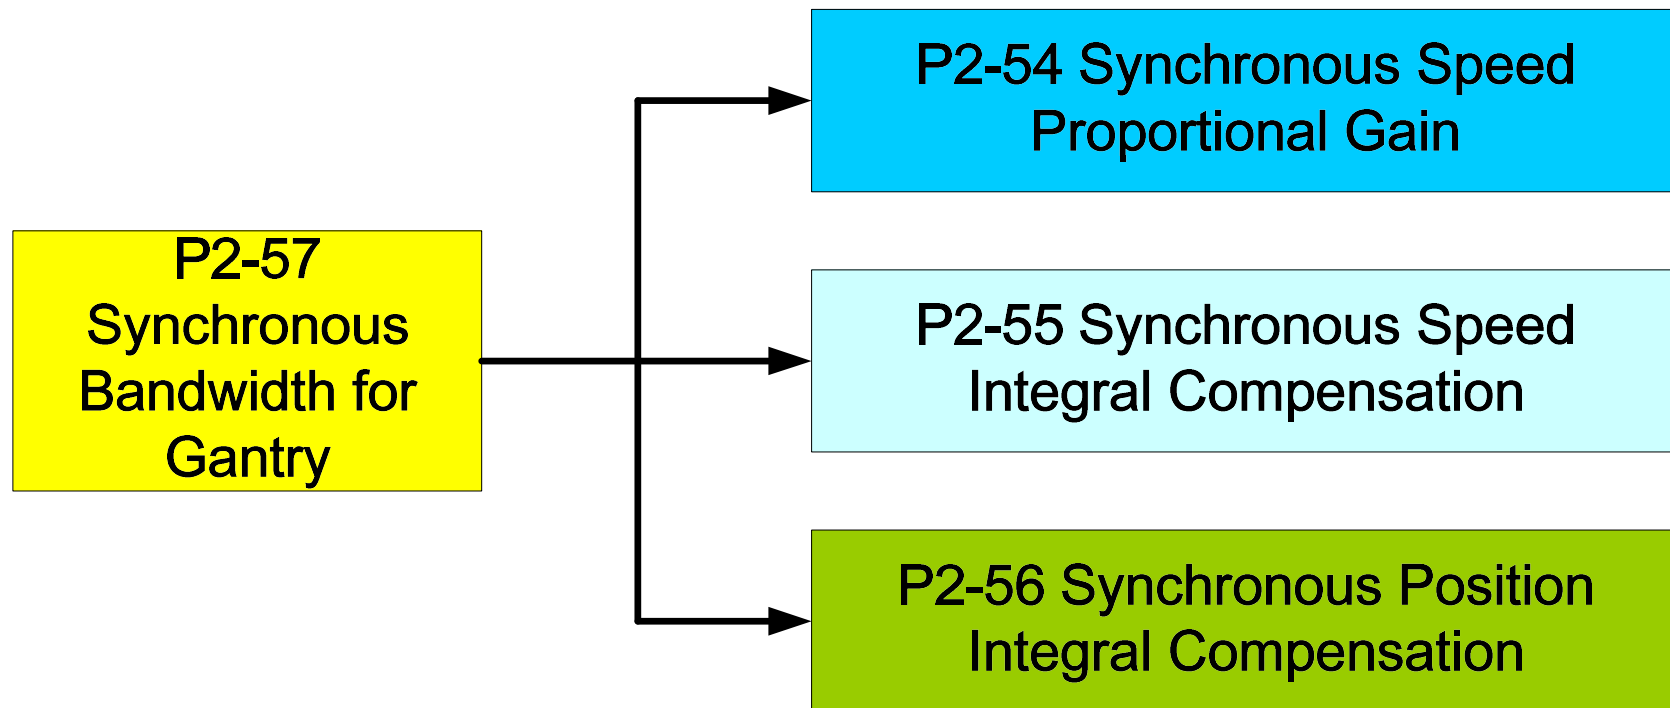 P2-57
Synchronous
Bandwidth for
Gantry
P2-54 Synchronous Speed
Proportional Gain
P2-55 Synchronous Speed
Integral Compensation
P2-56 Synchronous Position
Integral Compensation